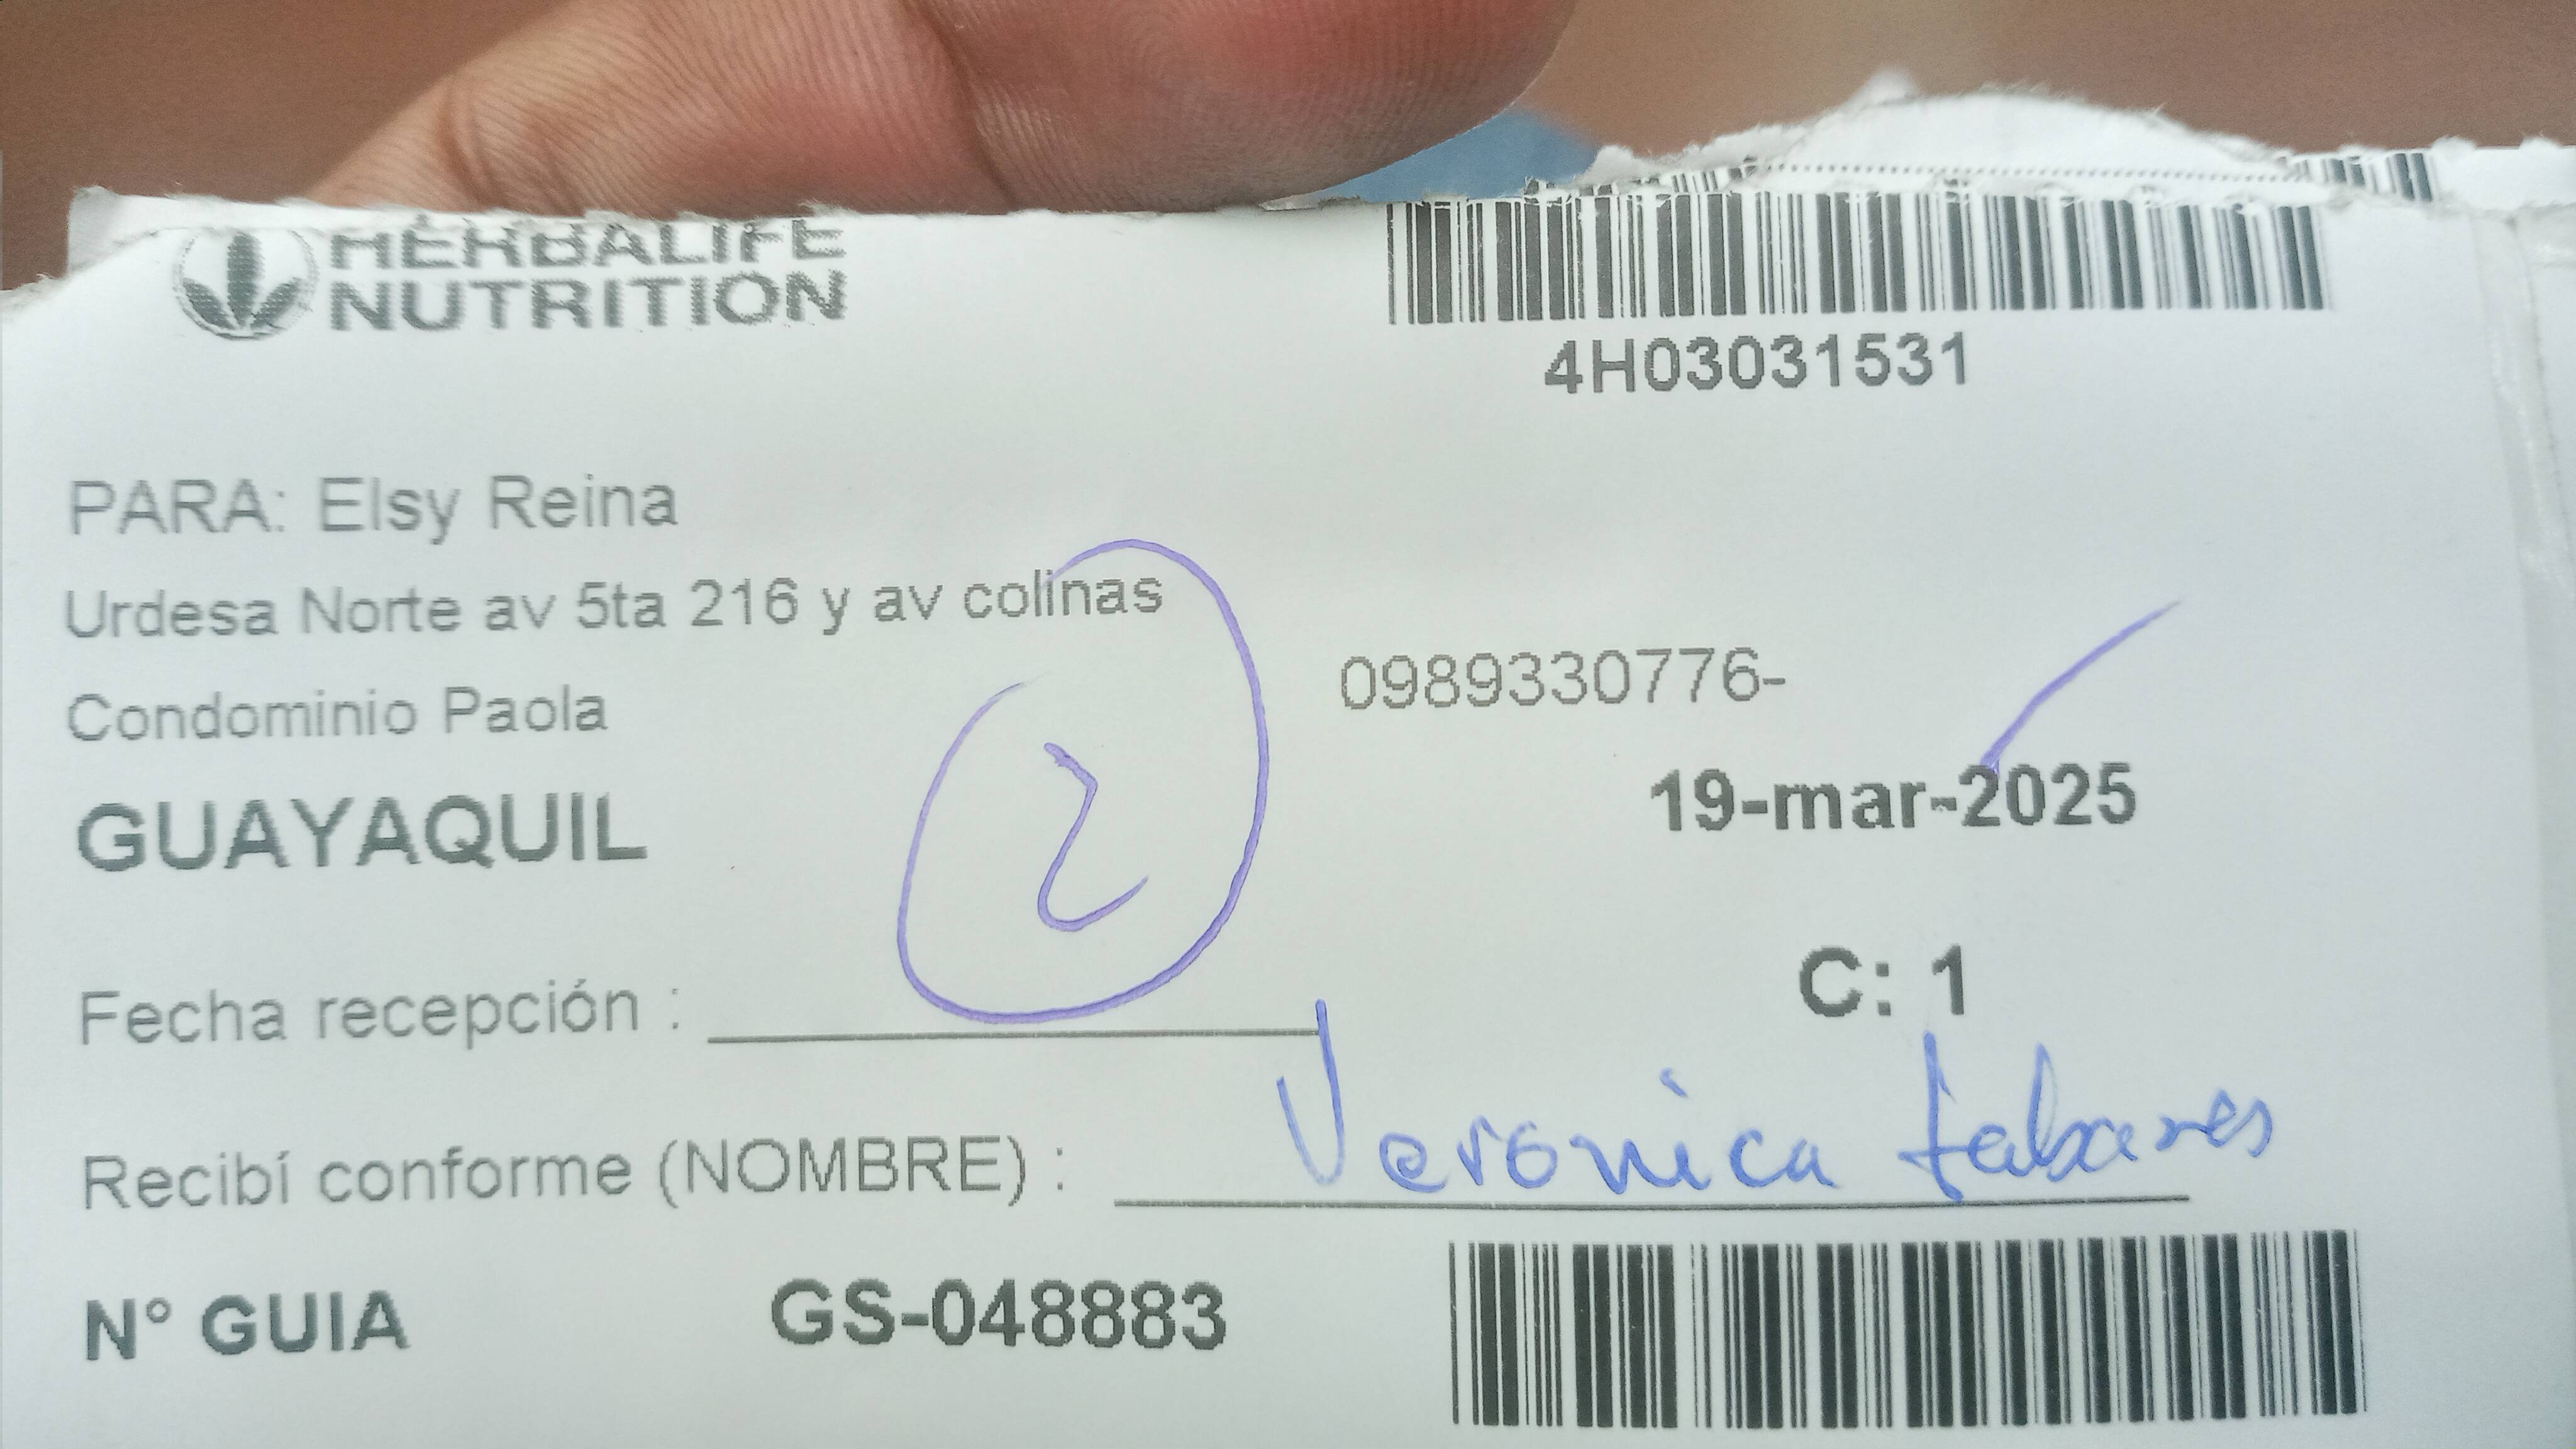 HERBALIFE
NUTRITION
4H03031531
PARA: Elsy Reina
Urdesa Norte av 5ta 216 y av colinas
Condominio Paola
0989330776-
GUAYAQUIL
2
19-mar-2025
C: 1
Fecha recepción :
Recibí conforme (NOMBRE) : Veronica tabares
N° GUIA GS-048883